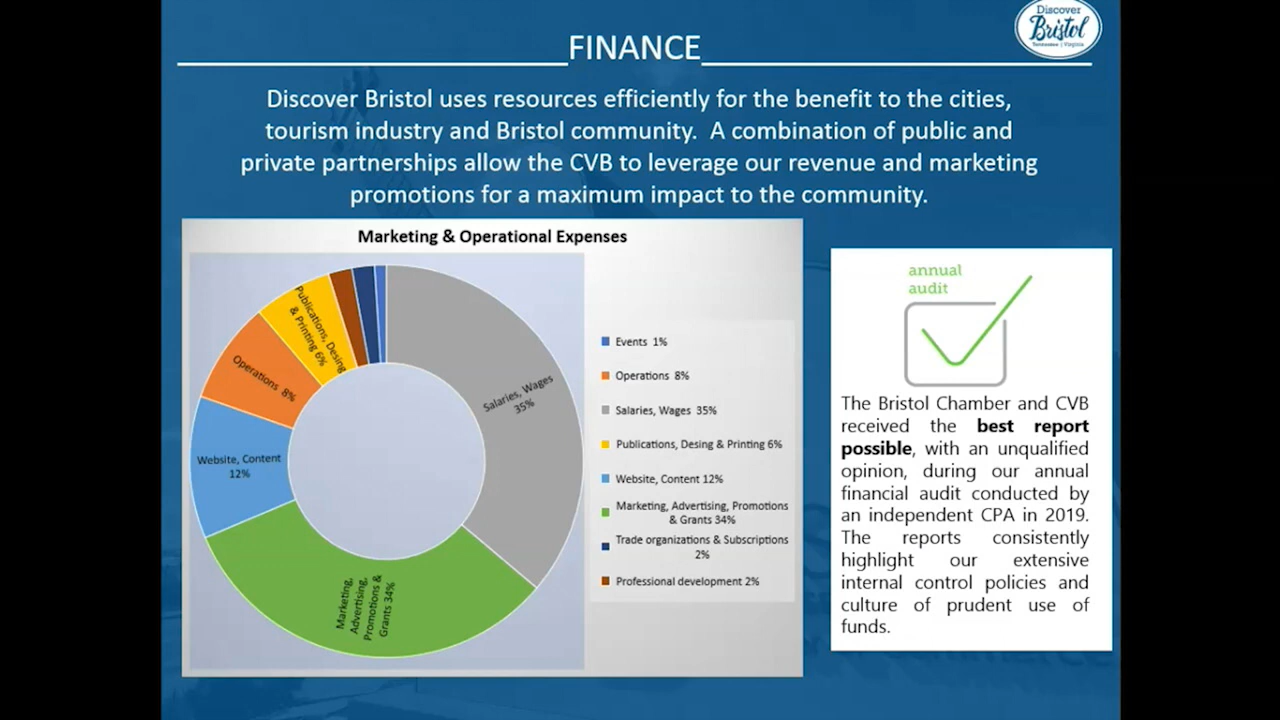 Discover
Bristol
Tennessee | Virginia
FINANCE
Discover Bristol uses resources efficiently for the benefit to the cities,
tourism industry and Bristol community. A combination of public and
private partnerships allow the CVB to leverage our revenue and marketing
promotions for a maximum impact to the community.
Marketing & Operational Expenses
Publications, Desing
& Printing 6%
Operations 8%
Salaries, Wages
35%
Website, Content
12%
Marketing,
Advertising,
Promotions &
Grants 34%
Events 1%
Operations 8%
Salaries, Wages 35%
Publications, Desing & Printing 6%
Website, Content 12%
Marketing, Advertising, Promotions
& Grants 34%
Trade organizations & Subscriptions
2%
Professional development 2%
annual
audit
The Bristol Chamber and CVB
received the best report
possible, with an unqualified
opinion, during our annual
financial audit conducted by
an independent CPA in 2019.
The reports consistently
highlight our extensive
internal control policies and
culture of prudent use of
funds.